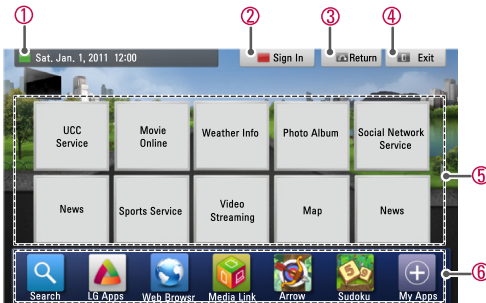 ① ② ③ ④
Sat. Jan. 1, 2011 12:00 Sign In Return Exit
UCC Service
Movie Online
Weather Info
Photo Album
Social Network Service
⑤
News
Sports Service
Video Streaming
Map
News
⑥
Search
LG Apps
Web Browsr
Media Link
Arrow
5 8
Sudoku
My Apps